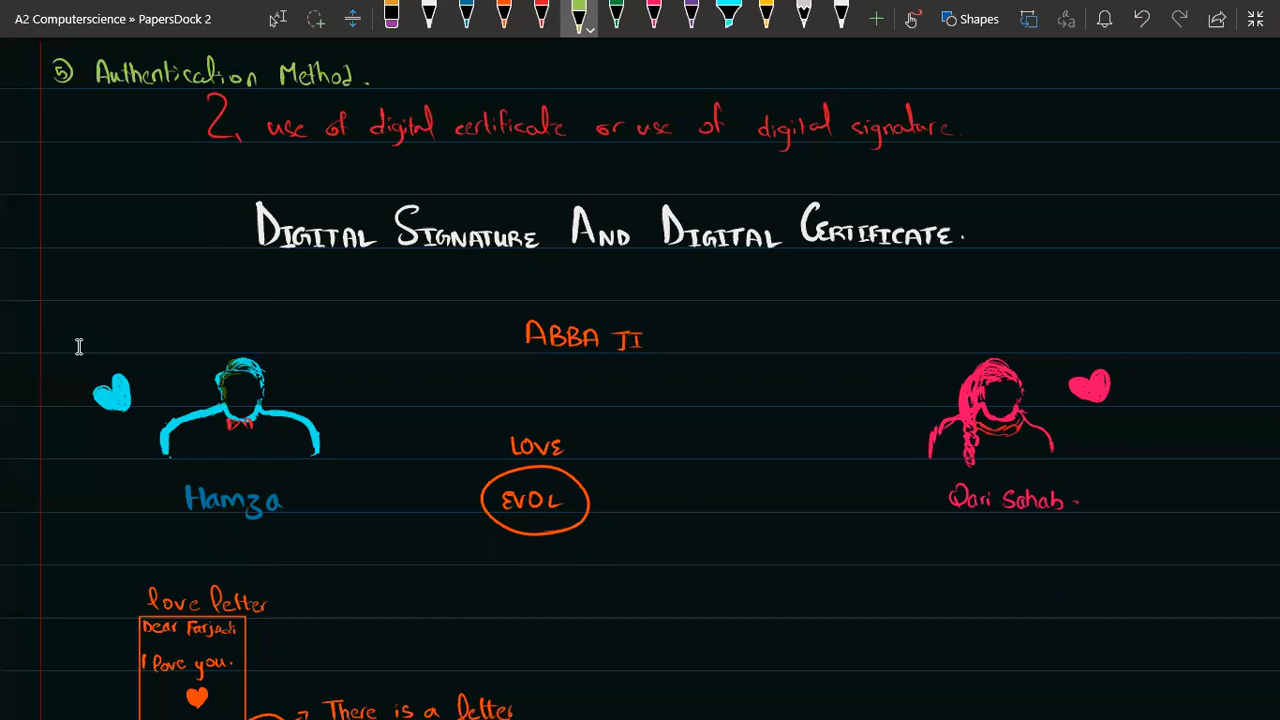 A2 Computerscience » PapersDock 2
Shapes
5 Authentication Method.
2, use of digital certificate or use of digital signature.
DIGITAL SIGNATURE AND DIGITAL CERTIFICATE.
ABBA JI
LOVE
EVOL
Hamza
Qari Sahab.
love letter
Dear Farjadi
I love you.
There is a letter